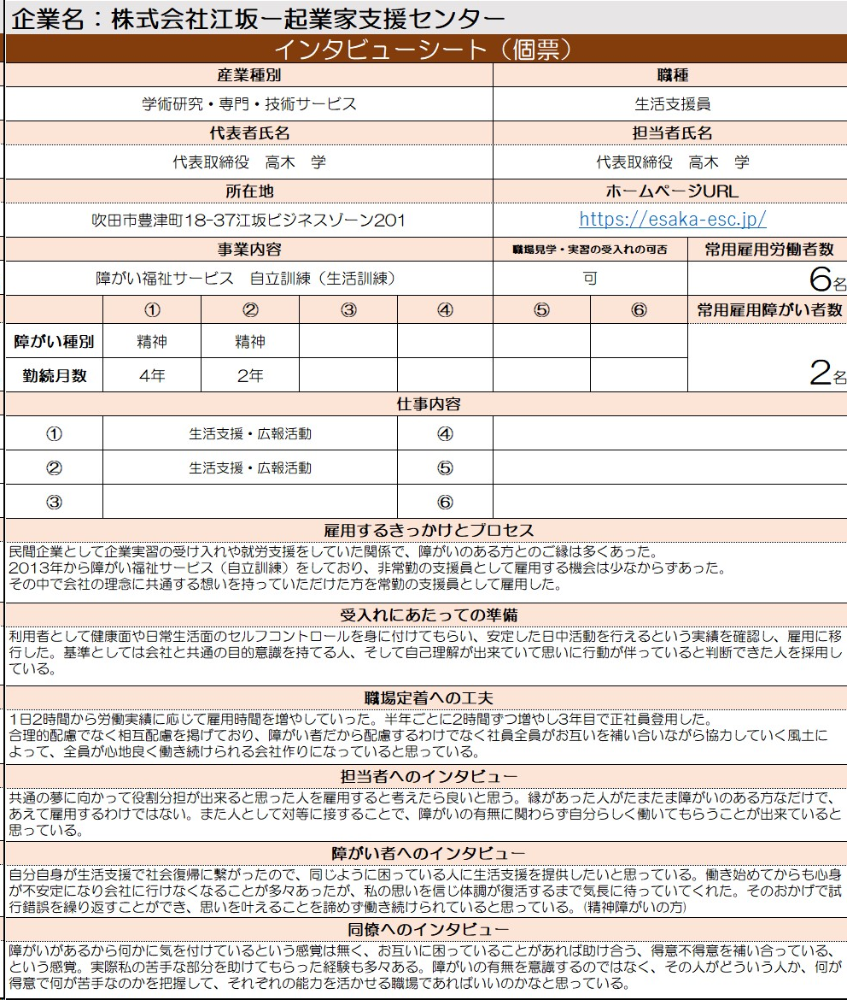 企業名：株式会社江坂ー起業家支援センター
インタビューシート（個票）
産業種別 職種
学術研究・専門・技術サービス 生活支援員
代表者氏名 担当者氏名
代表取締役　高木　学 代表取締役　高木　学
所在地 ホームページURL
吹田市豊津町18-37江坂ビジネスゾーン201 https://esaka-esc.jp/
事業内容 職場見学・実習の受入れの可否 常用雇用労働者数
障がい福祉サービス　自立訓練（生活訓練） 可 6名
① ② ③ ④ ⑤ ⑥ 常用雇用障がい者数
障がい種別 精神 精神
勤続月数 4年 2年 2名
仕事内容
① 生活支援・広報活動 ④
② 生活支援・広報活動 ⑤
③ ⑥
雇用するきっかけとプロセス
民間企業として企業実習の受け入れや就労支援をしていた関係で、障がいのある方とのご縁は多くあった。
2013年から障がい福祉サービス（自立訓練）をしており、非常勤の支援員として雇用する機会は少なからずあった。
その中で会社の理念に共通する想いを持っていただけた方を常勤の支援員として雇用した。
受入れにあたっての準備
利用者として健康面や日常生活面のセルフコントロールを身に付けてもらい、安定した日中活動を行えるという実績を確認し、雇用に移
行した。基準としては会社と共通の目的意識を持てる人、そして自己理解が出来ていて思いに行動が伴っていると判断できた人を採用し
ている。
職場定着への工夫
1日2時間から労働実績に応じて雇用時間を増やしていった。半年ごとに2時間ずつ増やし3年目で正社員登用した。
合理的配慮でなく相互配慮を掲げており、障がい者だから配慮するわけでなく社員全員がお互いを補い合いながら協力していく風土に
よって、全員が心地良く働き続けられる会社作りになっていると思っている。
担当者へのインタビュー
共通の夢に向かって役割分担が出来ると思った人を雇用すると考えたら良いと思う。縁があった人がたまたま障がいのある方なだけで、
あえて雇用するわけではない。また人として対等に接することで、障がいの有無に関わらず自分らしく働いてもらうことが出来ていると
思っている。
障がい者へのインタビュー
自分自身が生活支援で社会復帰に繋がったので、同じように困っている人に生活支援を提供したいと思っている。働き始めてからも心身
が不安定になり会社に行けなくなることが多々あったが、私の思いを信じ体調が復活するまで気長に待っていてくれた。そのおかげで試
行錯誤を繰り返すことができ、思いを叶えることを諦めず働き続けられていると思っている。(精神障がいの方)
同僚へのインタビュー
障がいがあるから何かに気を付けているという感覚は無く、お互いに困っていることがあれば助け合う、得意不得意を補い合っている、
という感覚。実際私の苦手な部分を助けてもらった経験も多々ある。障がいの有無を意識するのではなく、その人がどういう人か、何が
得意で何が苦手なのかを把握して、それぞれの能力を活かせる職場であればいいのかなと思っている。